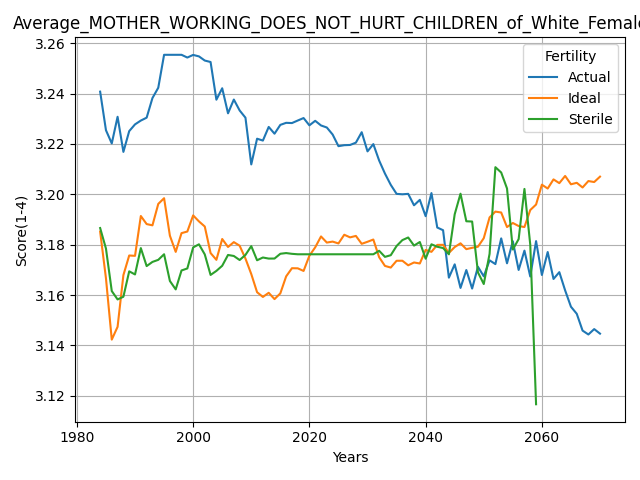 Average_MOTHER_WORKING_DOES_NOT_HURT_CHILDREN_of_White_Female
Fertility
Actual
Ideal
Sterile
Score(1-4)
3.26
3.24
3.22
3.20
3.18
3.16
3.14
3.12
1980 2000 2020 2040 2060
Years